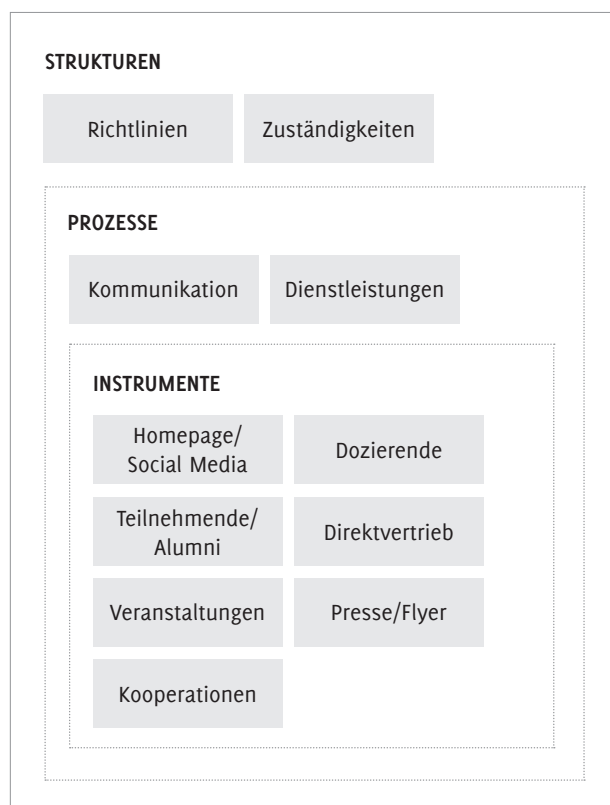 STRUKTUREN
Richtlinien
Zuständigkeiten
PROZESSE
Kommunikation
Dienstleistungen
INSTRUMENTE
Homepage/
Social Media
Dozierende
Teilnehmende/
Alumni
Direktvertrieb
Veranstaltungen
Presse/Flyer
Kooperationen